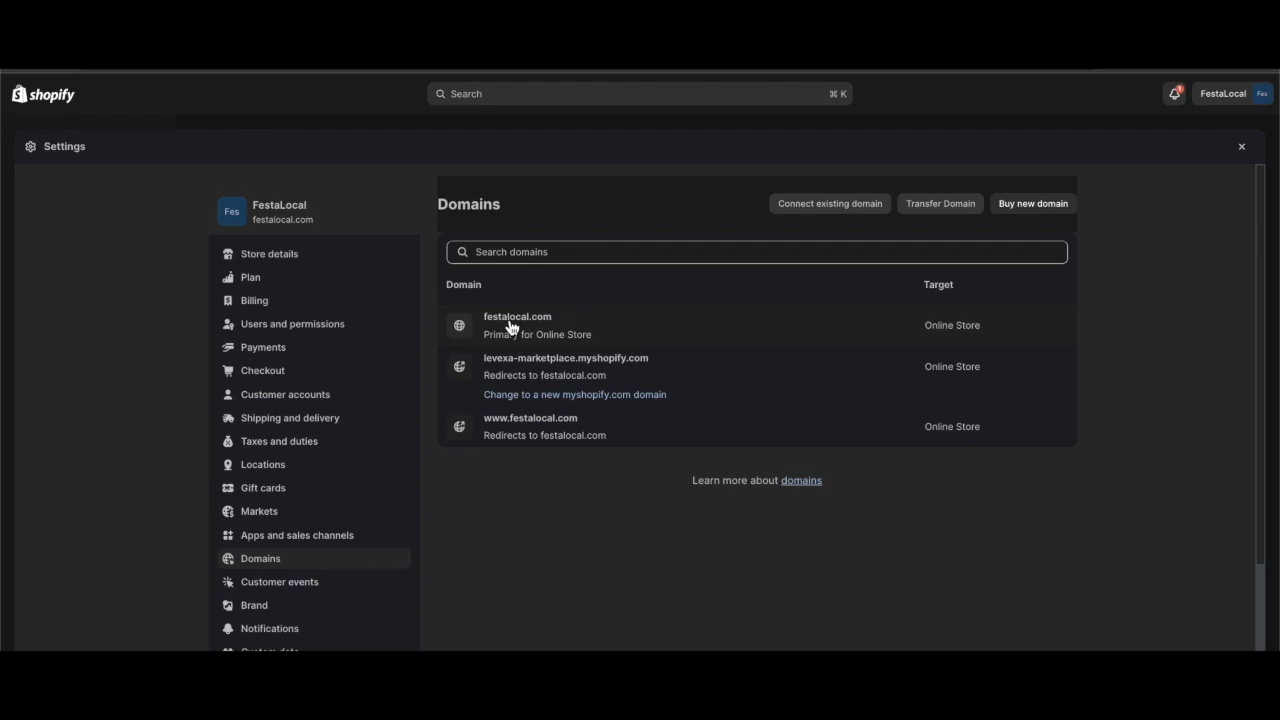 shopify
Search
⌘ K
FestaLocal
Fes
Settings
Fes
FestaLocal
festalocal.com
Store details
Plan
Billing
Users and permissions
Payments
Checkout
Customer accounts
Shipping and delivery
Taxes and duties
Locations
Gift cards
Markets
Apps and sales channels
Domains
Customer events
Brand
Notifications
Domains
Connect existing domain
Transfer Domain
Buy new domain
Search domains
Domain
Target
festalocal.com
Primary for Online Store
Online Store
levexa-marketplace.myshopify.com
Redirects to festalocal.com
Online Store
Change to a new myshopify.com domain
www.festalocal.com
Redirects to festalocal.com
Online Store
Learn more about domains